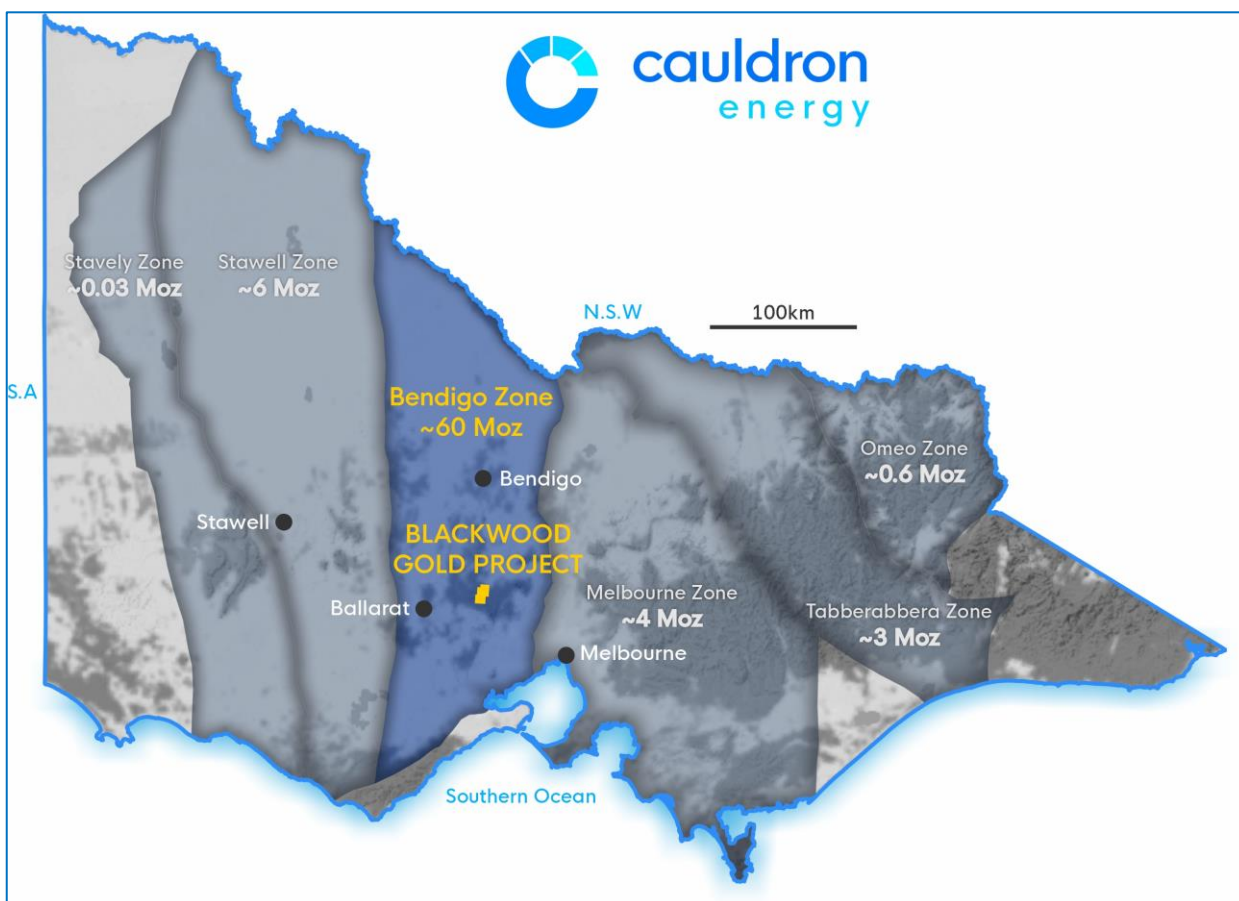 cauldron
energy
Stavely Zone
~0.03 Moz
Stawell Zone
~6 Moz
N.S.W
100km
S.A
Bendigo Zone
~60 Moz
Bendigo
Omeo Zone
~0.6 Moz
Stawell
BLACKWOOD
GOLD PROJECT
Ballarat
Melbourne Zone
~4 Moz
Tabberabbera Zone
~3 Moz
Melbourne
Southern Ocean